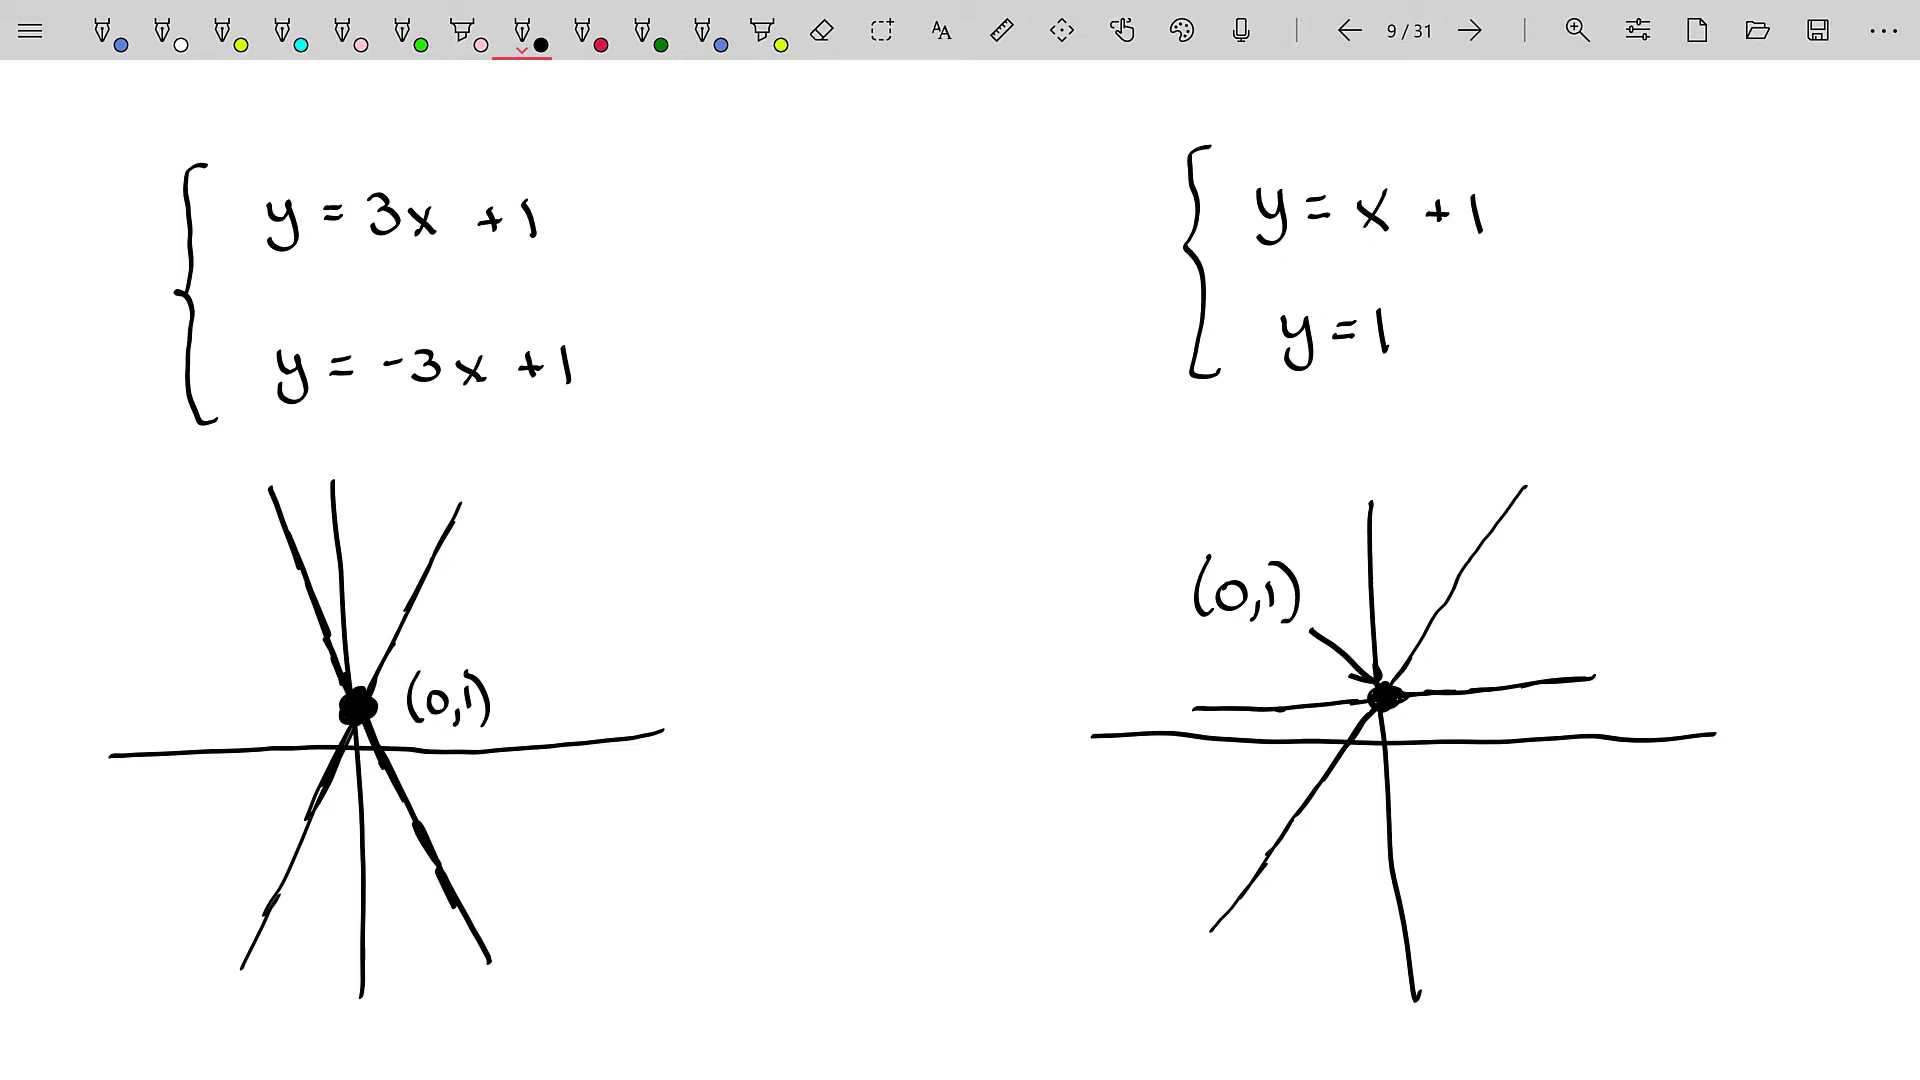 9 / 31
y = 3x + 1
y = -3x + 1
(0,1)
y = x + 1
y = 1
(0,1)